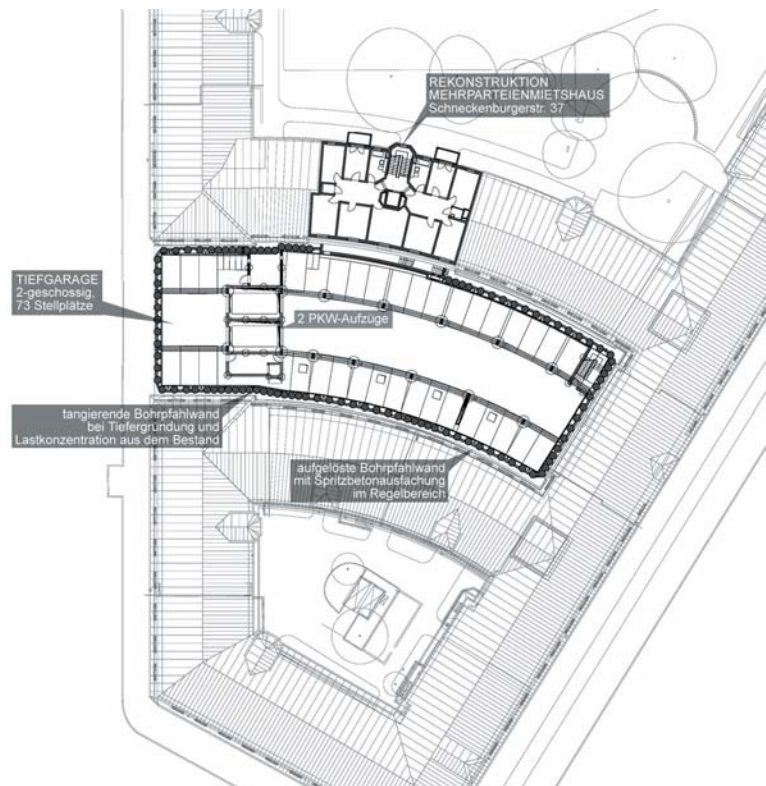 REKONSTRUKTION
MEHRPARTEIENMIETSHAUS
Schneckenburgerstr. 37
TIEFGARAGE
2-geschossig,
73 Stellplätze
2 PKW-Aufzüge
tangierende Bohrpfahlwand
bei Tiefergründung und
Lastkonzentration aus dem Bestand
aufgelöste Bohrpfahlwand
mit Spritzbetonausfachung
im Regelbereich